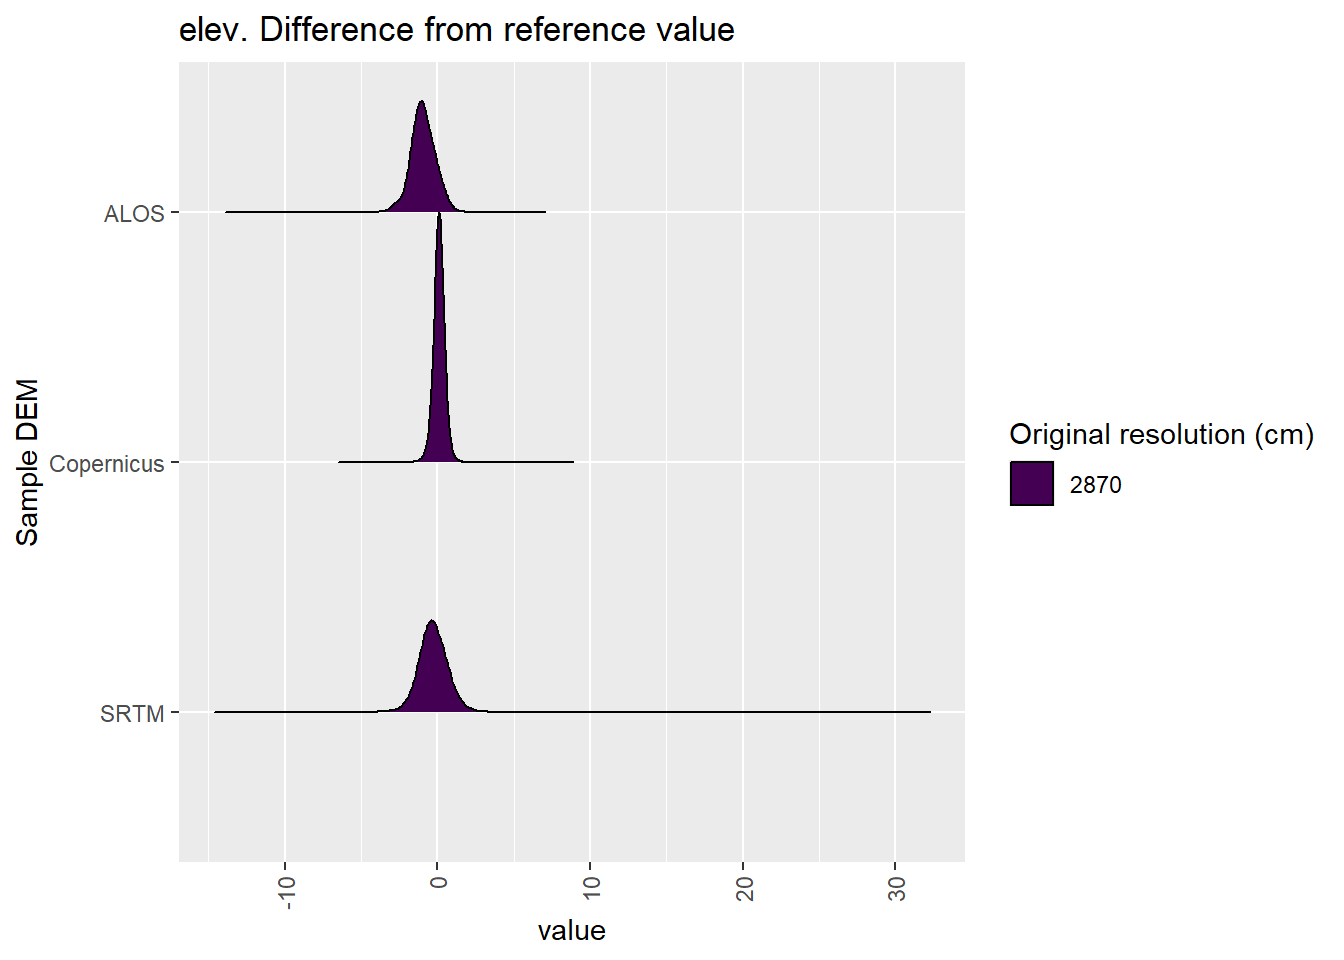 elev. Difference from reference value
Sample DEM
ALOS
Copernicus
SRTM
-10
0
10
20
30
value
Original resolution (cm)
2870